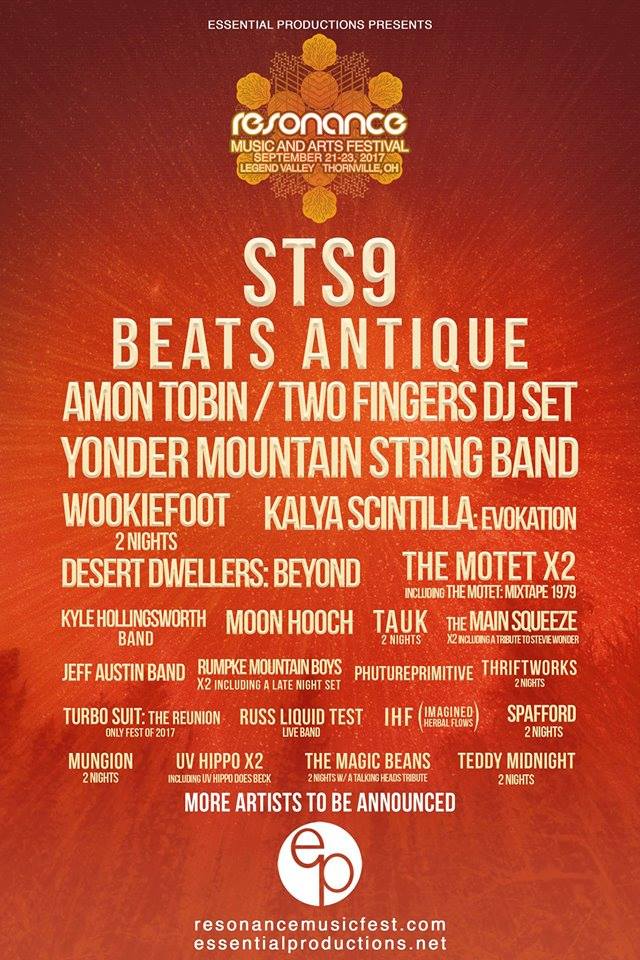 ESSENTIAL PRODUCTIONS PRESENTS
resonance
MUSIC AND ARTS FESTIVAL
SEPTEMBER 21-23, 2017
LEGEND VALLEY THORNVILLE, OH
STS9
BEATS ANTIQUE
AMON TOBIN / TWO FINGERS DJ SET
YONDER MOUNTAIN STRING BAND
WOOKIEFOOT
2 NIGHTS
KALYA SCINTILLA: EVOKATION
DESERT DWELLERS: BEYOND
THE MOTET X2
INCLUDING THE MOTET: MIXTAPE 1979
KYLE HOLLINGSWORTH
BAND
MOON HOOCH
TAUK
2 NIGHTS
THE MAIN SQUEEZE
X2 INCLUDING A TRIBUTE TO STEVIE WONDER
JEFF AUSTIN BAND
RUMPKE MOUNTAIN BOYS
X2 INCLUDING A LATE NIGHT SET
PHUTUREPRIMITIVE
THRIFTWORKS
2 NIGHTS
TURBO SUIT: THE REUNION
ONLY FEST OF 2017
RUSS LIQUID TEST
LIVE BAND
IHF (IMAGINED
HERBAL FLOWS)
SPAFFORD
2 NIGHTS
MUNGION
2 NIGHTS
UV HIPPO X2
INCLUDING UV HIPPO DOES BECK
THE MAGIC BEANS
2 NIGHTS W/ A TALKING HEADS TRIBUTE
TEDDY MIDNIGHT
2 NIGHTS
MORE ARTISTS TO BE ANNOUNCED
ep
resonancemusicfest.com
essentialproductions.net